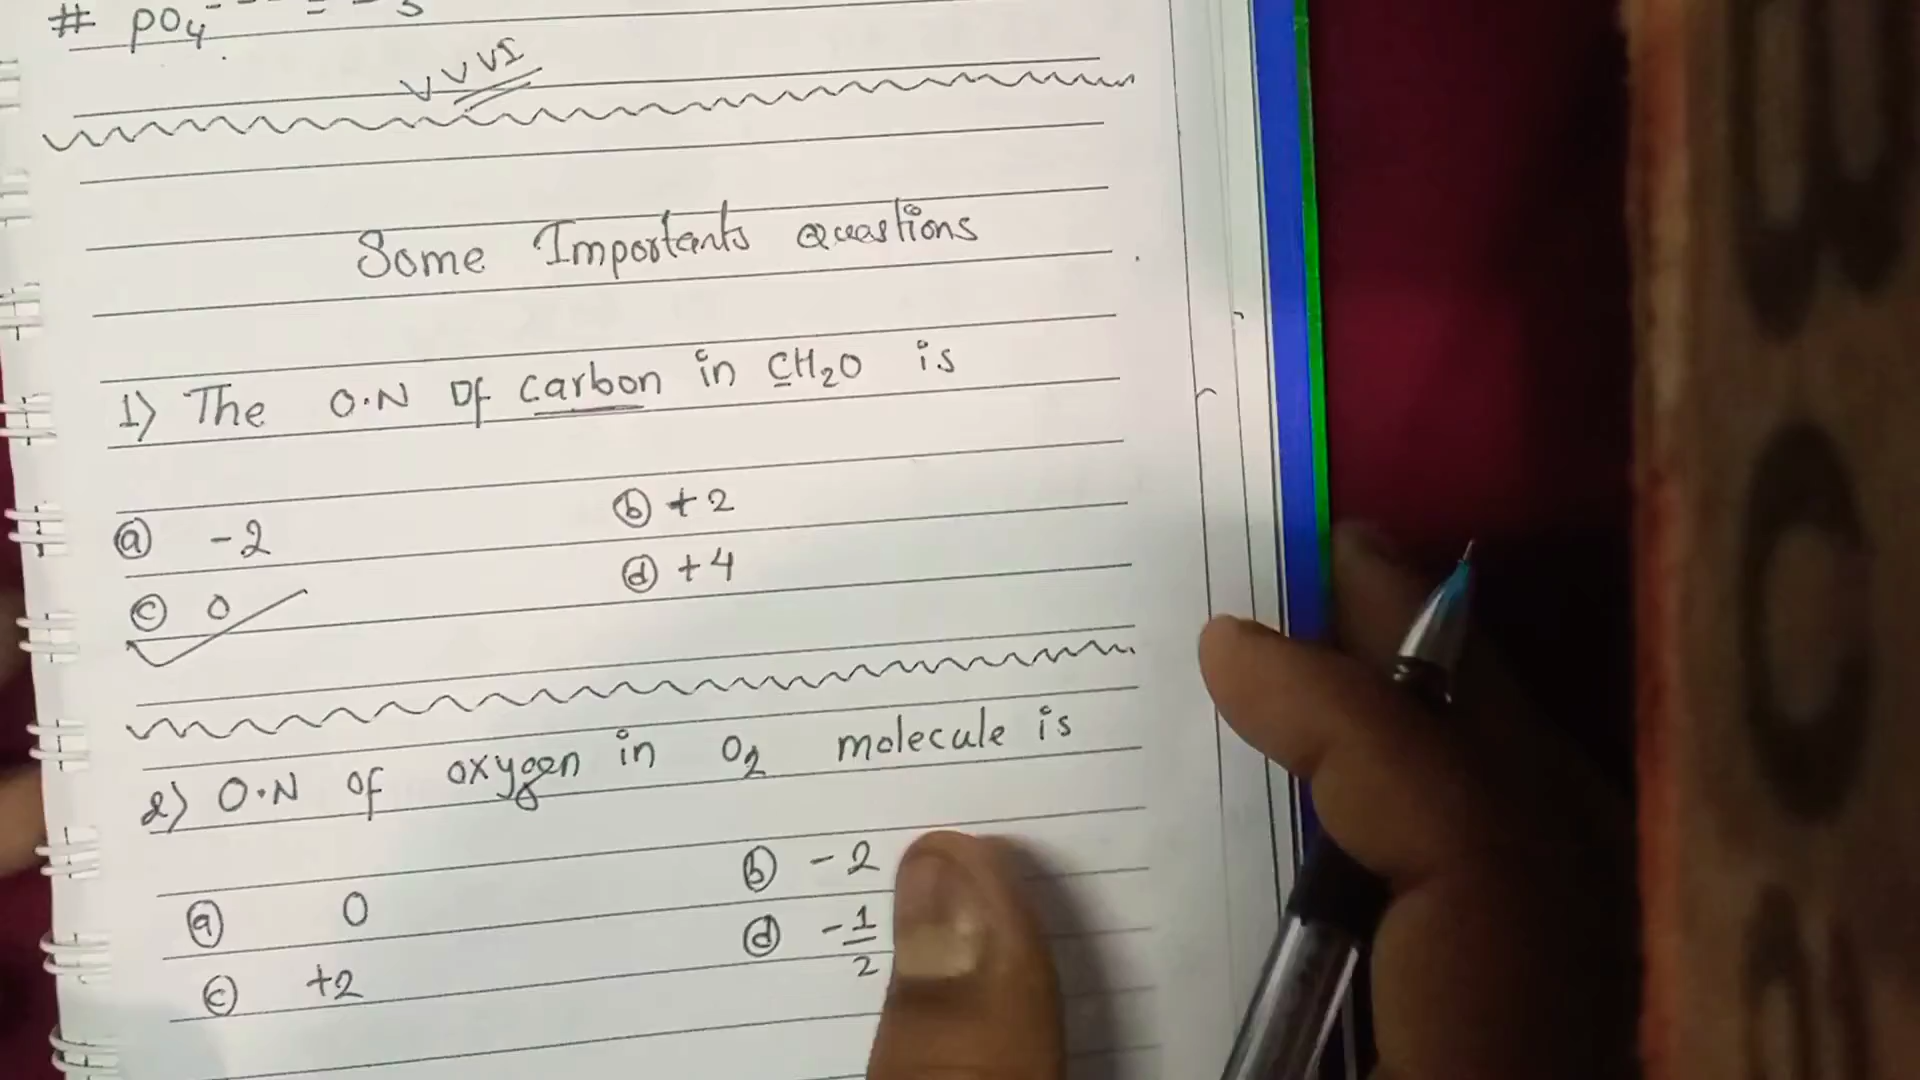 # PO₄--- = -3
VVVI
Some Importants questions
1) The O.N of carbon in CH₂O is
ⓐ -2 ⓑ +2
ⓒ 0 ⓓ +4
2) O.N of oxygen in O₂ molecule is
ⓐ 0 ⓑ -2
ⓒ +2 ⓓ -1/2